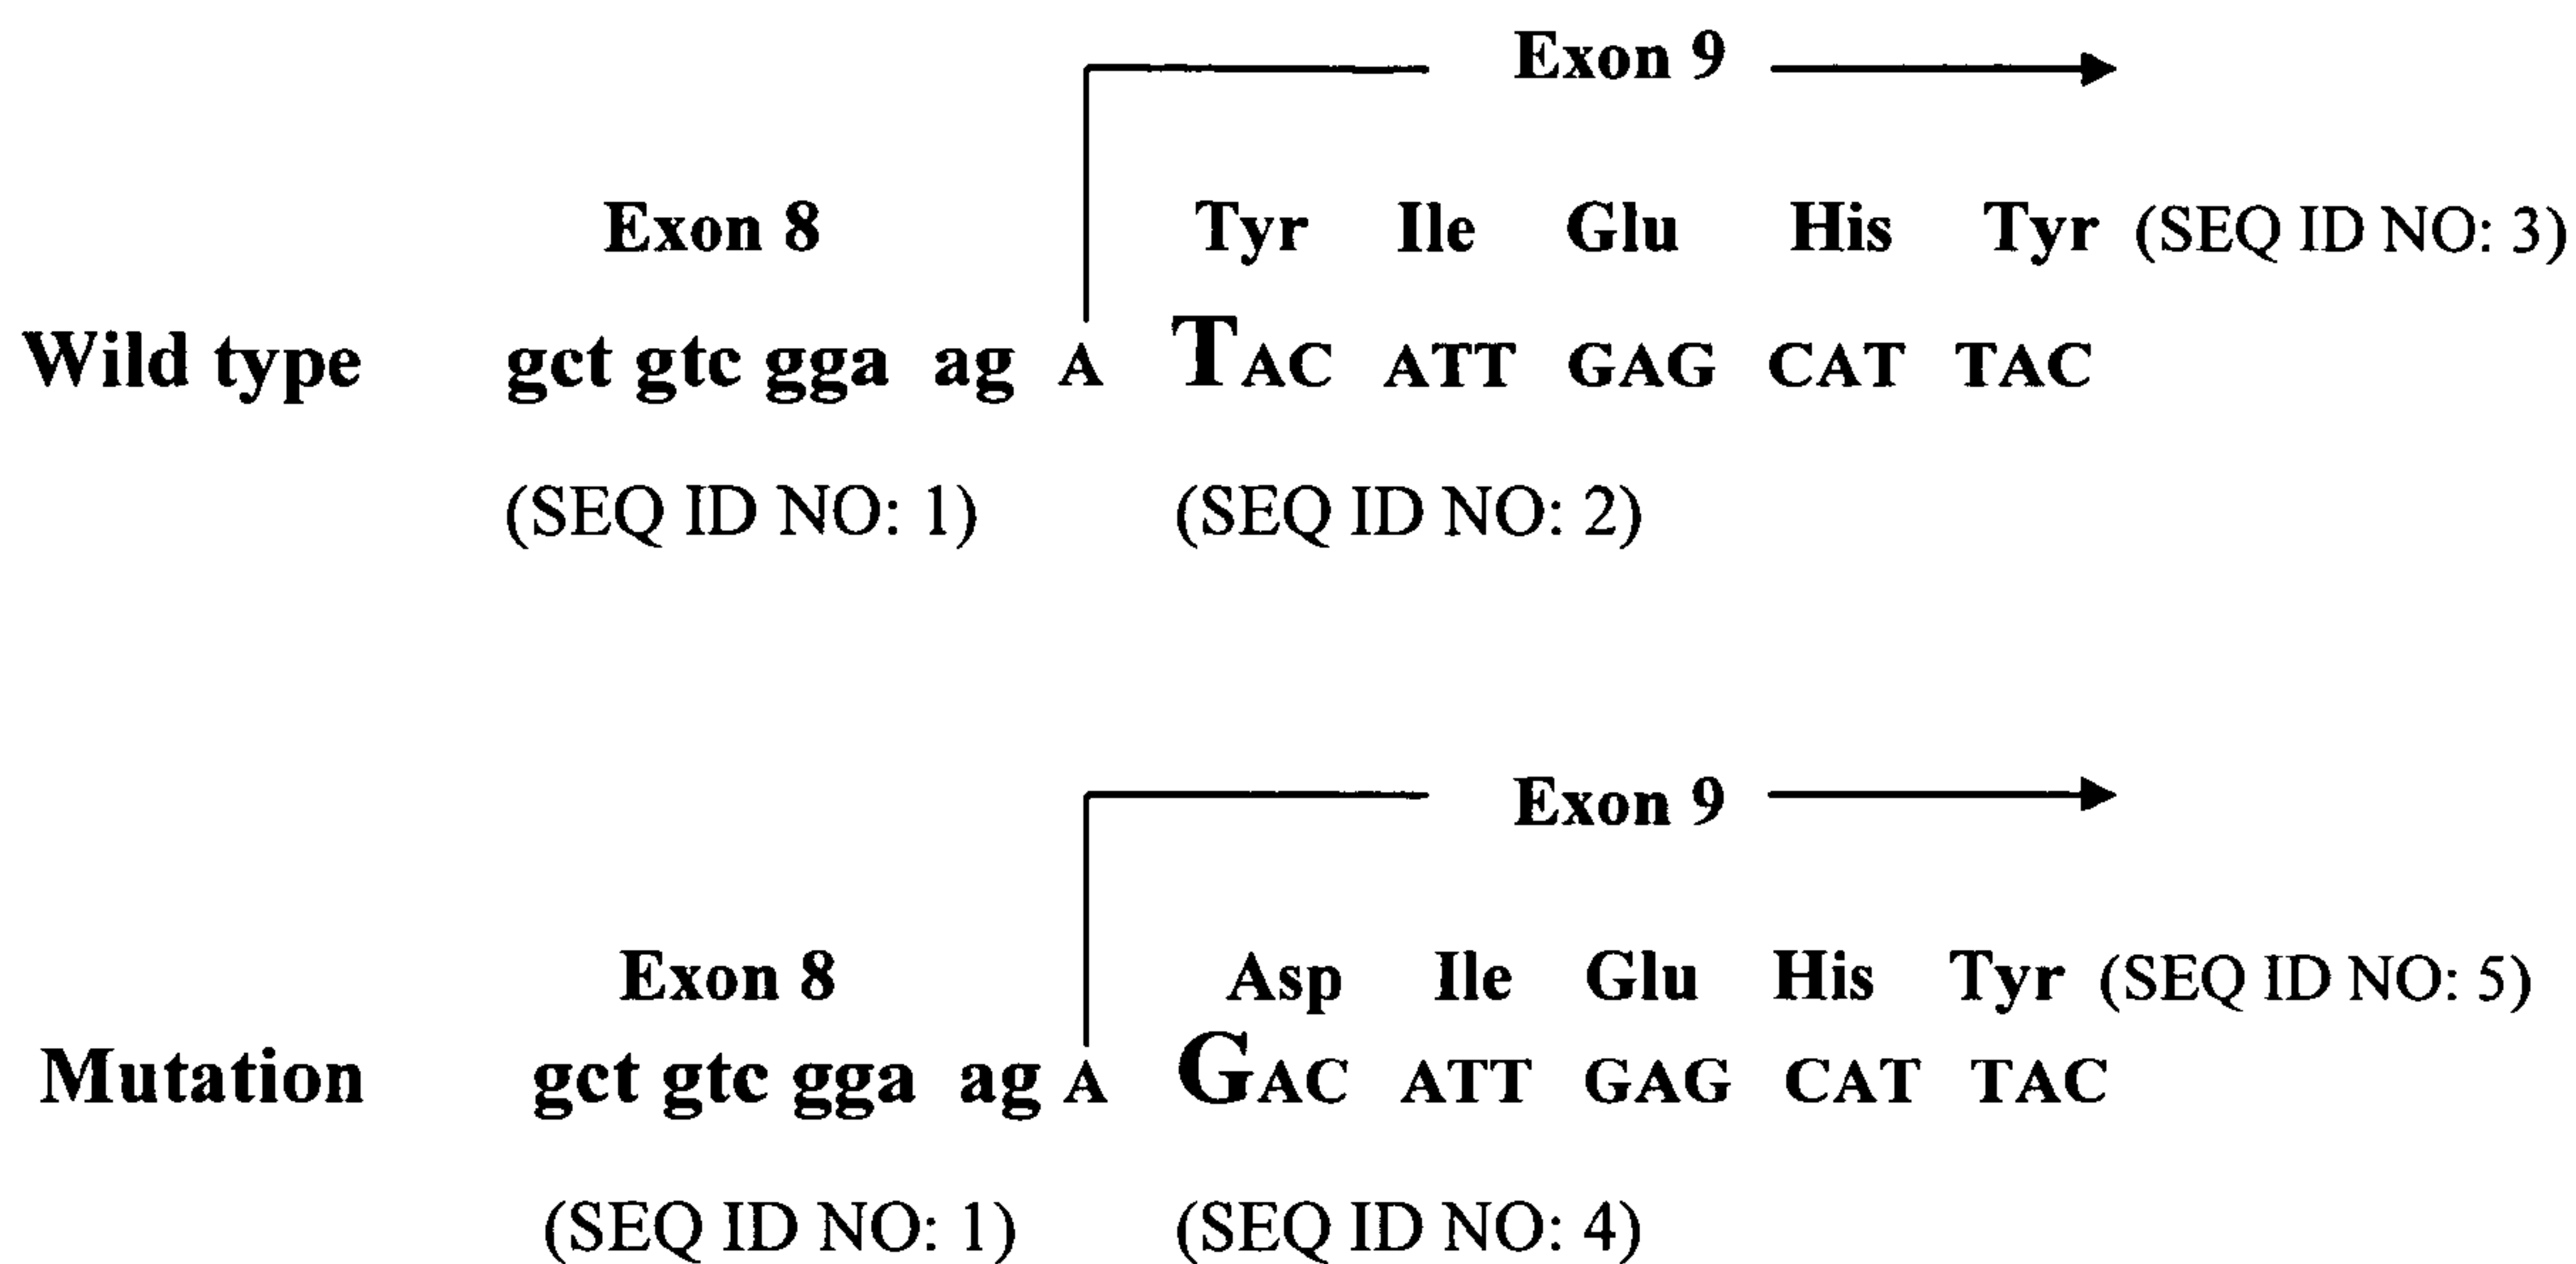 Exon 9
Exon 8 Tyr Ile Glu His Tyr (SEQ ID NO: 3)
Wild type gct gtc gga ag A TAC ATT GAG CAT TAC
(SEQ ID NO: 1) (SEQ ID NO: 2)
Exon 9
Exon 8 Asp Ile Glu His Tyr (SEQ ID NO: 5)
Mutation gct gtc gga ag A GAC ATT GAG CAT TAC
(SEQ ID NO: 1) (SEQ ID NO: 4)